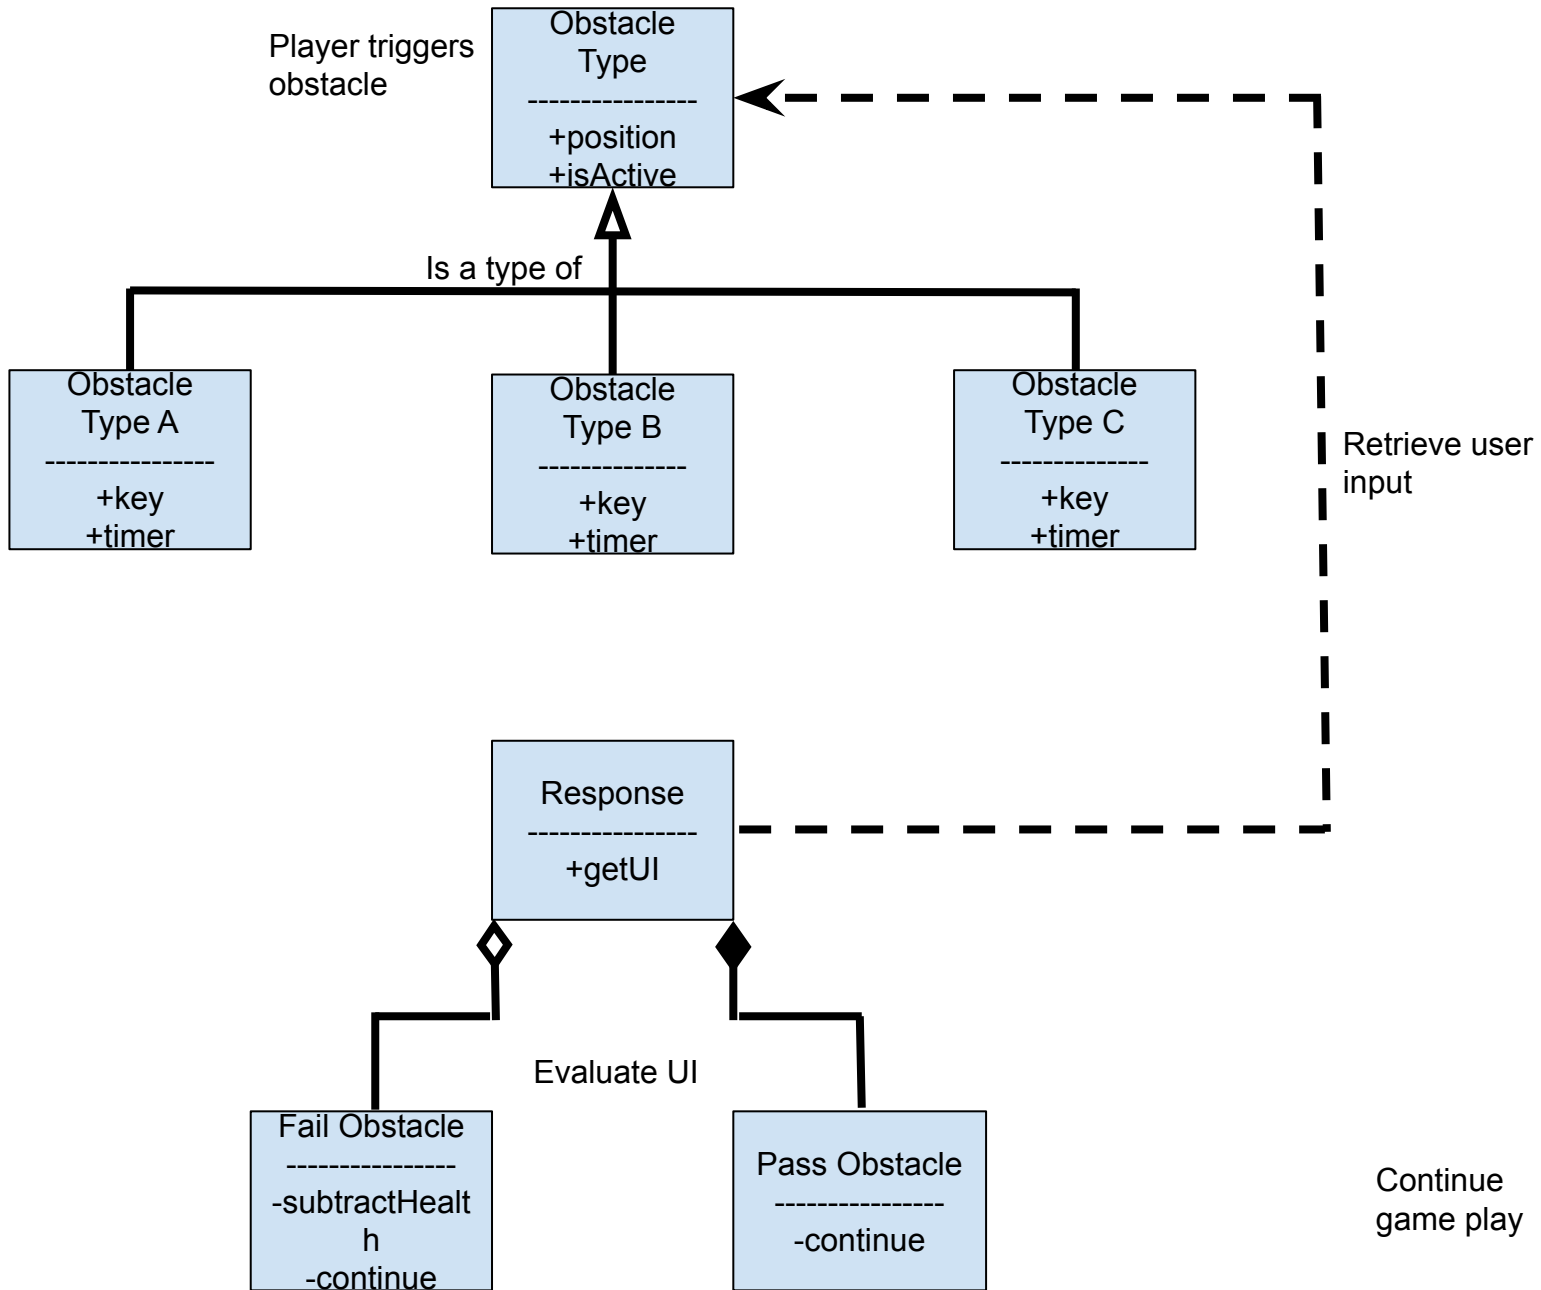 Player triggers
obstacle
Obstacle
Type
----------------
+position
+isActive
Is a type of
Obstacle
Type A
----------------
+key
+timer
Obstacle
Type B
--------------
+key
+timer
Obstacle
Type C
--------------
+key
+timer
Retrieve user
input
Response
----------------
+getUI
Evaluate UI
Fail Obstacle
----------------
-subtractHealt
h
-continue
Pass Obstacle
----------------
-continue
Continue
game play